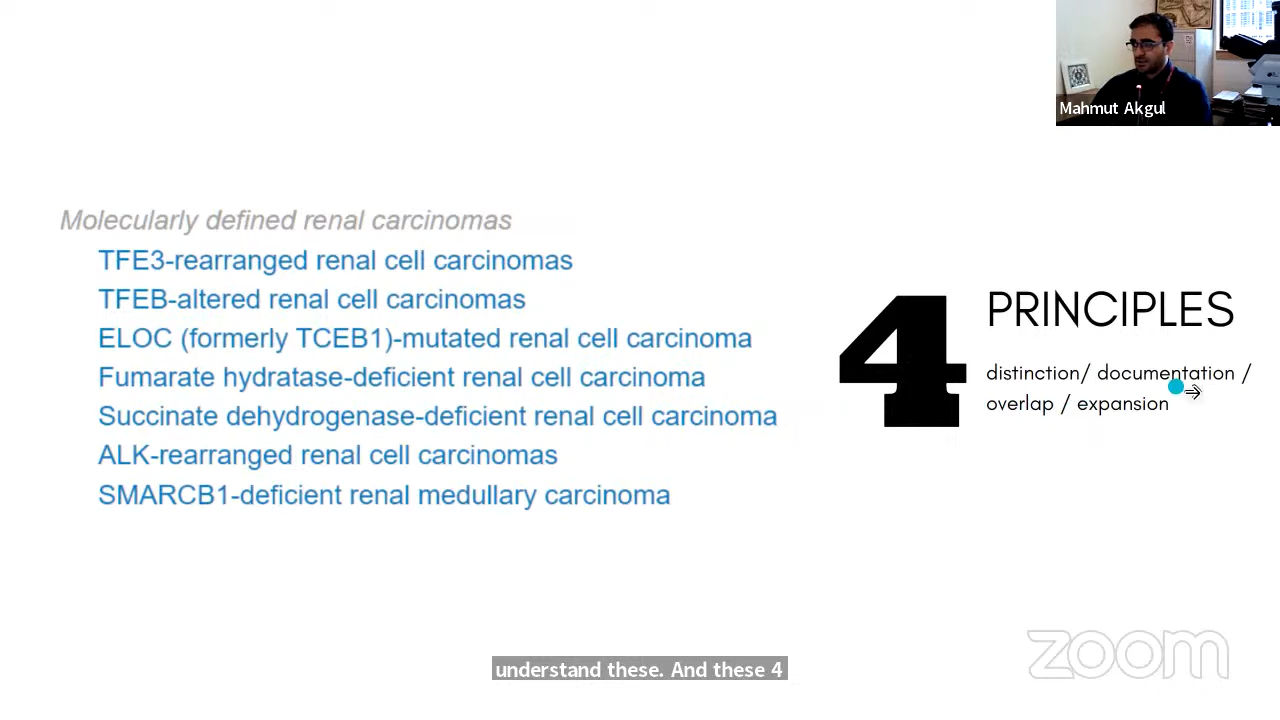 Mahmut Akgul
Molecularly defined renal carcinomas
TFE3-rearranged renal cell carcinomas
TFEB-altered renal cell carcinomas
ELOC (formerly TCEB1)-mutated renal cell carcinoma
Fumarate hydratase-deficient renal cell carcinoma
Succinate dehydrogenase-deficient renal cell carcinoma
ALK-rearranged renal cell carcinomas
SMARCB1-deficient renal medullary carcinoma
4
PRINCIPLES
distinction/ documentation /
overlap / expansion
understand these. And these 4
zoom